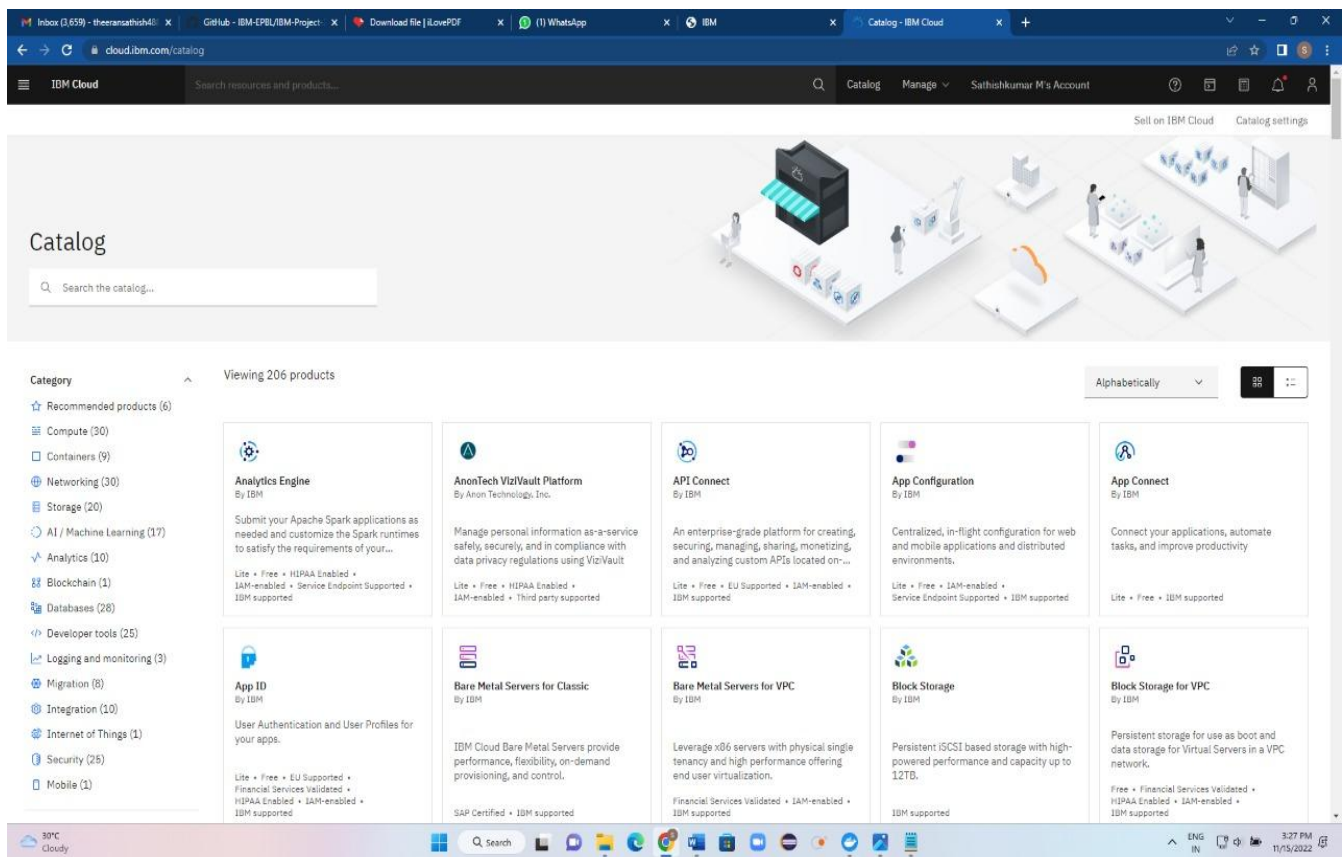 Inbox (3,659) - theeransathish48
GitHub - IBM-EPBL/IBM-Project-
Download file | iLovePDF
(1) WhatsApp
IBM
Catalog - IBM Cloud
cloud.ibm.com/catalog
S
IBM Cloud
Search resources and products...
Catalog
Manage
Sathishkumar M's Account
Sell on IBM Cloud
Catalog settings
Catalog
Search the catalog...
Category
Recommended products (6)
Compute (30)
Containers (9)
Networking (30)
Storage (20)
AI / Machine Learning (17)
Analytics (10)
Blockchain (1)
Databases (28)
Developer tools (25)
Logging and monitoring (3)
Migration (8)
Integration (10)
Internet of Things (1)
Security (25)
Mobile (1)
Viewing 206 products
Alphabetically
Analytics Engine
By IBM
Submit your Apache Spark applications as
needed and customize the Spark runtimes
to satisfy the requirements of your...
Lite • Free • HIPAA Enabled •
IAM-enabled • Service Endpoint Supported •
IBM supported
AnonTech ViziVault Platform
By Anon Technology, Inc.
Manage personal information as-a-service
safely, securely, and in compliance with
data privacy regulations using ViziVault
Lite • Free • HIPAA Enabled •
IAM-enabled • Third party supported
API Connect
By IBM
An enterprise-grade platform for creating,
securing, managing, sharing, monetizing,
and analyzing custom APIs located on-...
Lite • Free • EU Supported • IAM-enabled •
IBM supported
App Configuration
By IBM
Centralized, in-flight configuration for web
and mobile applications and distributed
environments.
Lite • Free • IAM-enabled •
Service Endpoint Supported • IBM supported
App Connect
By IBM
Connect your applications, automate
tasks, and improve productivity
Lite • Free • IBM supported
App ID
By IBM
User Authentication and User Profiles for
your apps.
Lite • Free • EU Supported •
Financial Services Validated •
HIPAA Enabled • IAM-enabled •
IBM supported
Bare Metal Servers for Classic
By IBM
IBM Cloud Bare Metal Servers provide
performance, flexibility, on-demand
provisioning, and control.
SAP Certified • IBM supported
Bare Metal Servers for VPC
By IBM
Leverage x86 servers with physical single
tenancy and high performance offering
end user virtualization.
Financial Services Validated • IAM-enabled •
IBM supported
Block Storage
By IBM
Persistent iSCSI based storage with high-
powered performance and capacity up to
12TB.
IBM supported
Block Storage for VPC
By IBM
Persistent storage for use as boot and
data storage for Virtual Servers in a VPC
network.
Free • Financial Services Validated •
HIPAA Enabled • IAM-enabled •
IBM supported
30°C
Cloudy
Search
ENG
IN
3:27 PM
11/15/2022